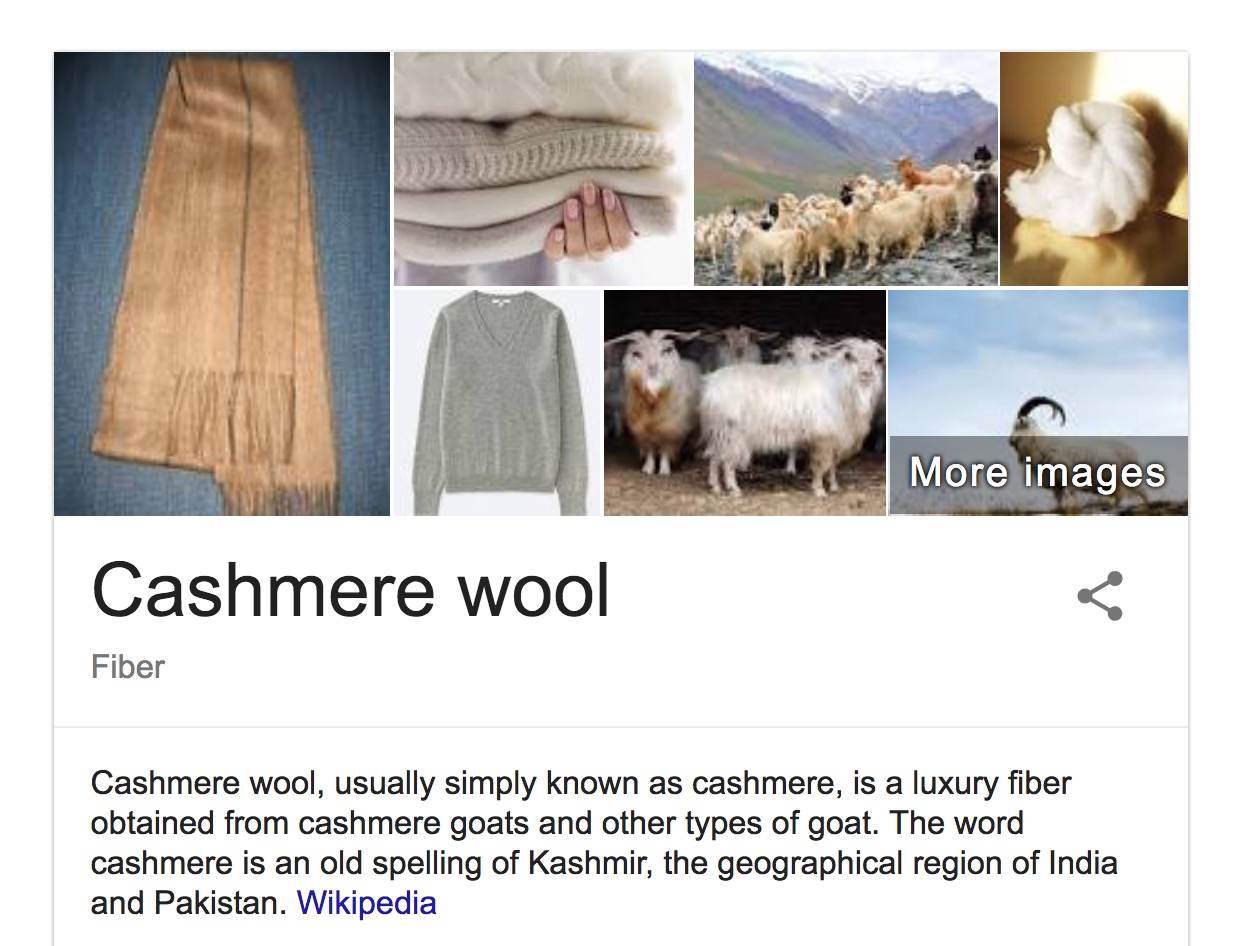 More images
Cashmere wool
Fiber
Cashmere wool, usually simply known as cashmere, is a luxury fiber
obtained from cashmere goats and other types of goat. The word
cashmere is an old spelling of Kashmir, the geographical region of India
and Pakistan. Wikipedia